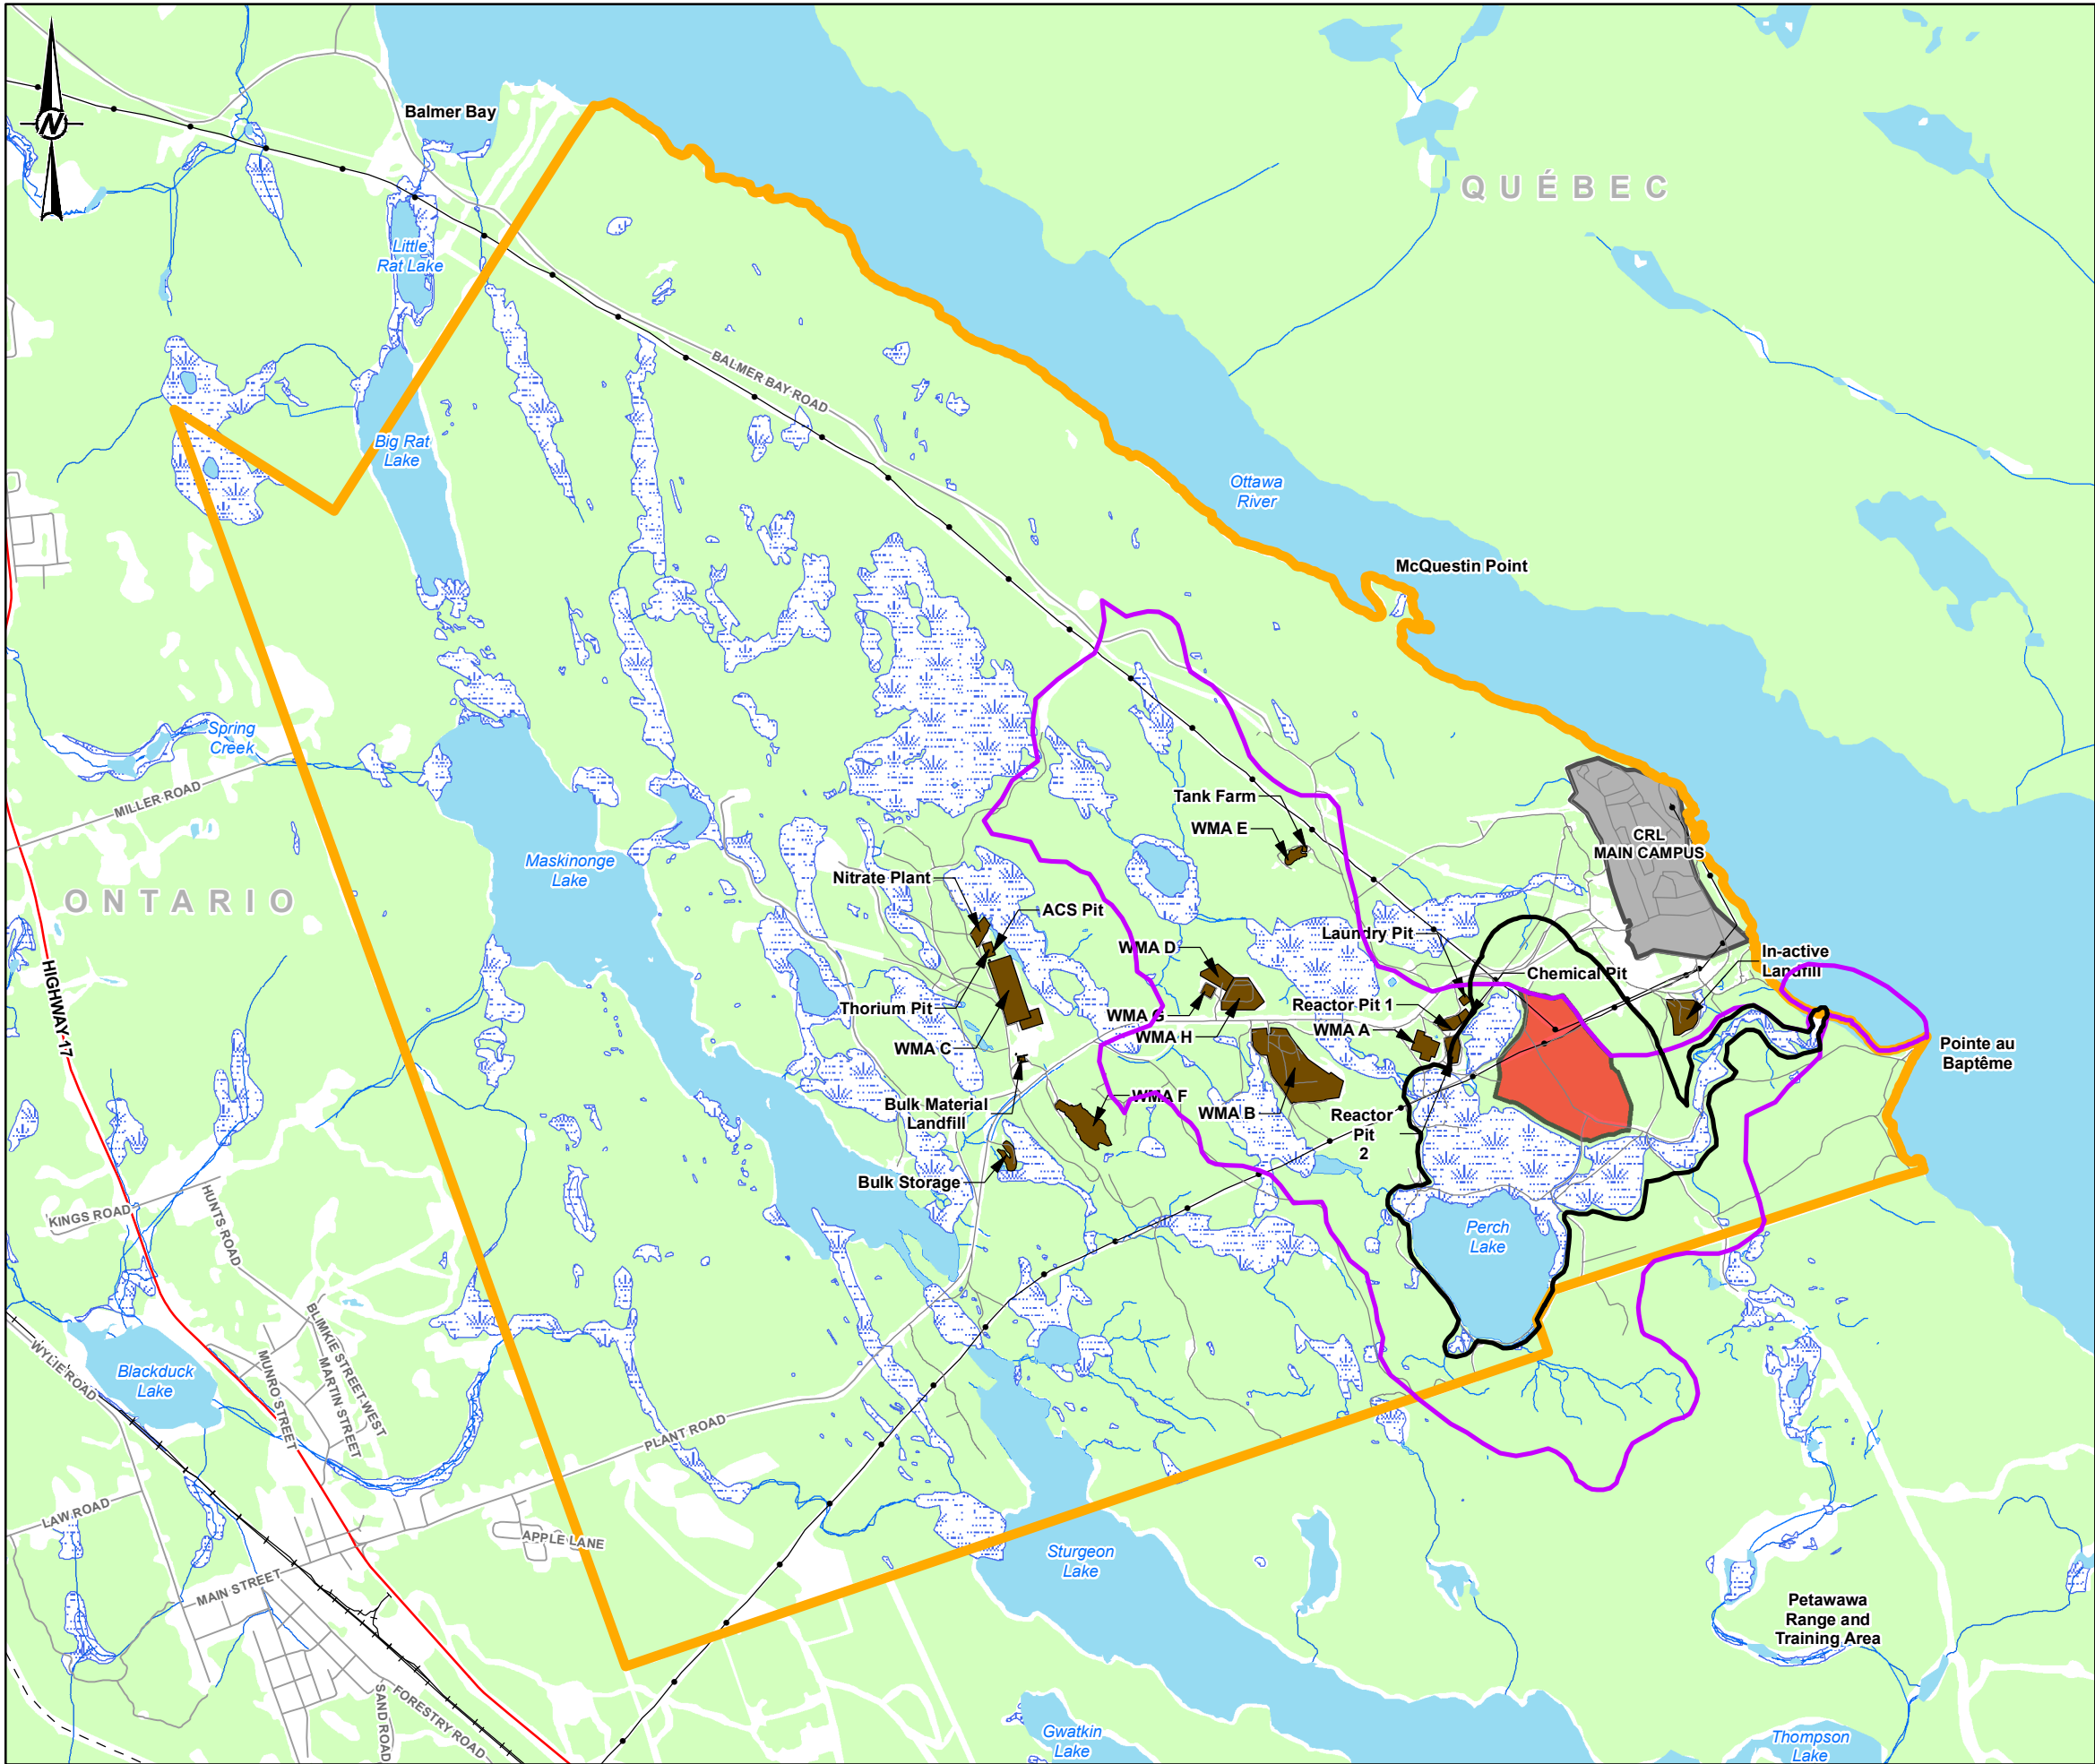 N
Balmer Bay
QUÉBEC
Little
Rat Lake
BALMER BAY ROAD
Big Rat
Lake
Ottawa
River
McQuestin Point
Spring
Creek
MILLER ROAD
Tank Farm
WMA E
CRL
MAIN CAMPUS
Maskinonge
Lake
Nitrate Plant
ONTARIO
ACS Pit
Laundry Pit
WMA D
In-active
Landfill
HIGHWAY 17
Chemical Pit
Thorium Pit
Reactor Pit 1
WMA G
WMA A
WMA H
WMA C
Pointe au
Baptême
WMA F
Bulk Material
Landfill
WMA B
Reactor
Pit
2
Bulk Storage
KINGS ROAD
HUNTS ROAD
Perch
Lake
BLIMKIE STREET WEST
MARTIN STREET
MUNRO STREET
WYLIE ROAD
Blackduck
Lake
PLANT ROAD
LAW ROAD
APPLE LANE
Sturgeon
Lake
MAIN STREET
Petawawa
Range and
Training Area
SAND ROAD
FORESTRY ROAD
Gwatkin
Lake
Thompson
Lake